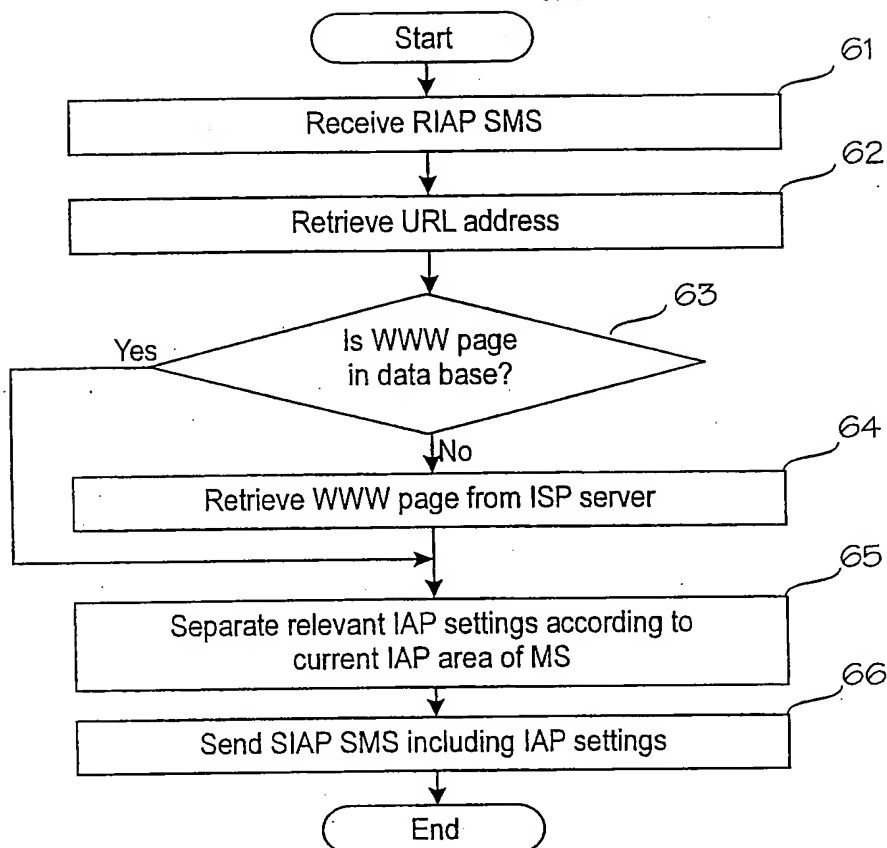 Start
61
Receive RIAP SMS
62
Retrieve URL address
63
Yes
Is WWW page
in data base?
No
64
Retrieve WWW page from ISP server
65
Separate relevant IAP settings according to
current IAP area of MS
66
Send SIAP SMS including IAP settings
End